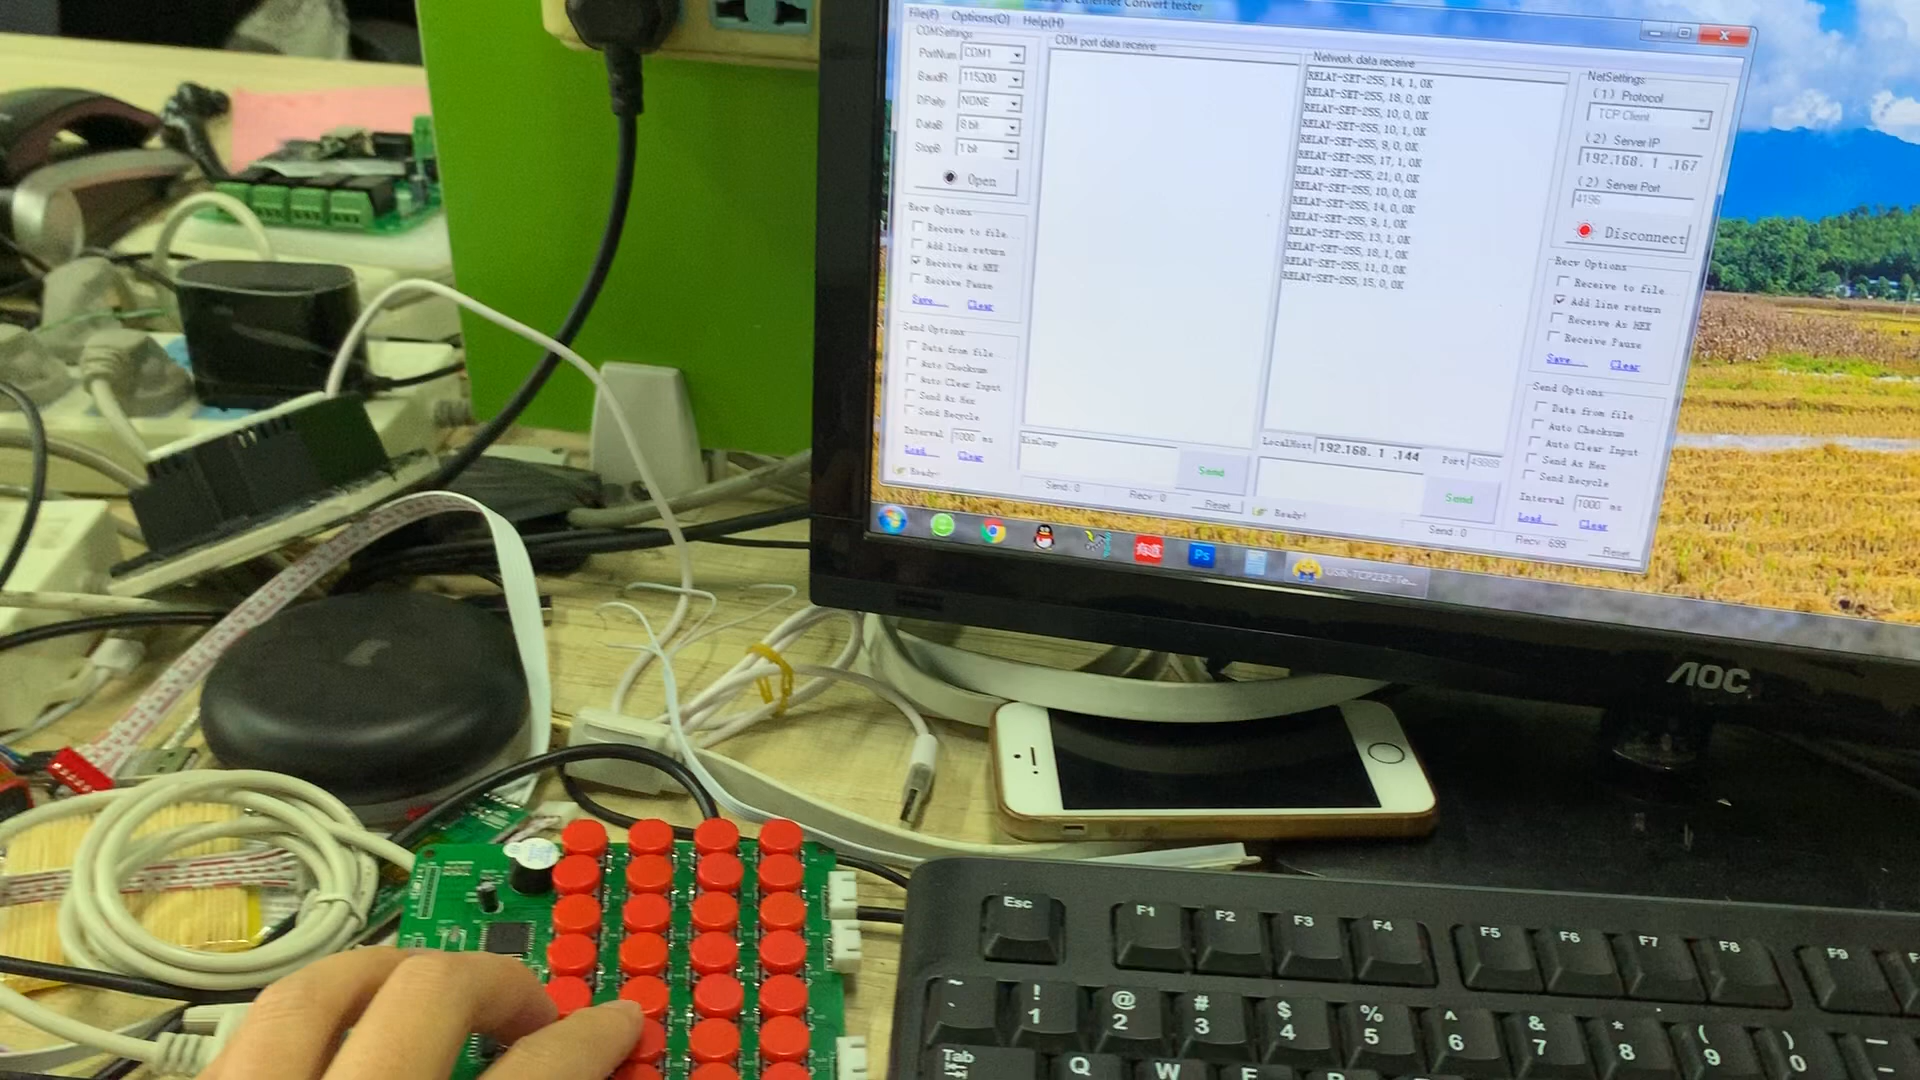 Ethernet Convert tester
File(F) Options(O) Help(H)
COMSettings
PortNum COM1
BaudR 115200
DPaity NONE
DataB 8 bit
StopB 1 bit
Open
Recv Options
Receive to file...
Add line return
Receive As HEX
Receive Pause
Save... Clear
Send Options
Data from file...
Auto Checksum
Auto Clear Input
Send As Hex
Send Recycle
Interval 1000 ms
Load... Clear
Ready!
COM port data receive
Send
Send: 0 Recv: 0 Reset
Network data receive
RELAY-SET-255, 14, 1, OK
RELAY-SET-255, 18, 0, OK
RELAY-SET-255, 10, 0, OK
RELAY-SET-255, 10, 1, OK
RELAY-SET-255, 9, 0, OK
RELAY-SET-255, 17, 1, OK
RELAY-SET-255, 21, 0, OK
RELAY-SET-255, 10, 0, OK
RELAY-SET-255, 14, 0, OK
RELAY-SET-255, 9, 1, OK
RELAY-SET-255, 13, 1, OK
RELAY-SET-255, 18, 1, OK
RELAY-SET-255, 11, 0, OK
RELAY-SET-255, 15, 0, OK
LocalHost 192.168. 1 .144 Port
Send
Ready!
Send: 0 Recv: 699 Reset
NetSettings
(1) Protocol
TCP Client
(2) Server IP
192.168. 1 .167
(2) Server Port
4196
Disconnect
Recv Options
Receive to file...
Add line return
Receive As HEX
Receive Pause
Save... Clear
Send Options
Data from file...
Auto Checksum
Auto Clear Input
Send As Hex
Send Recycle
Interval 1000 ms
Load... Clear
有道
Ps
USR-TCP232-Te...
AOC
Esc F1 F2 F3 F4 F5 F6 F7 F8 F9
~ ! @ # $ % ^ & * ( ) —
` 1 2 3 4 5 6 7 8 9 0 -
Tab Q W